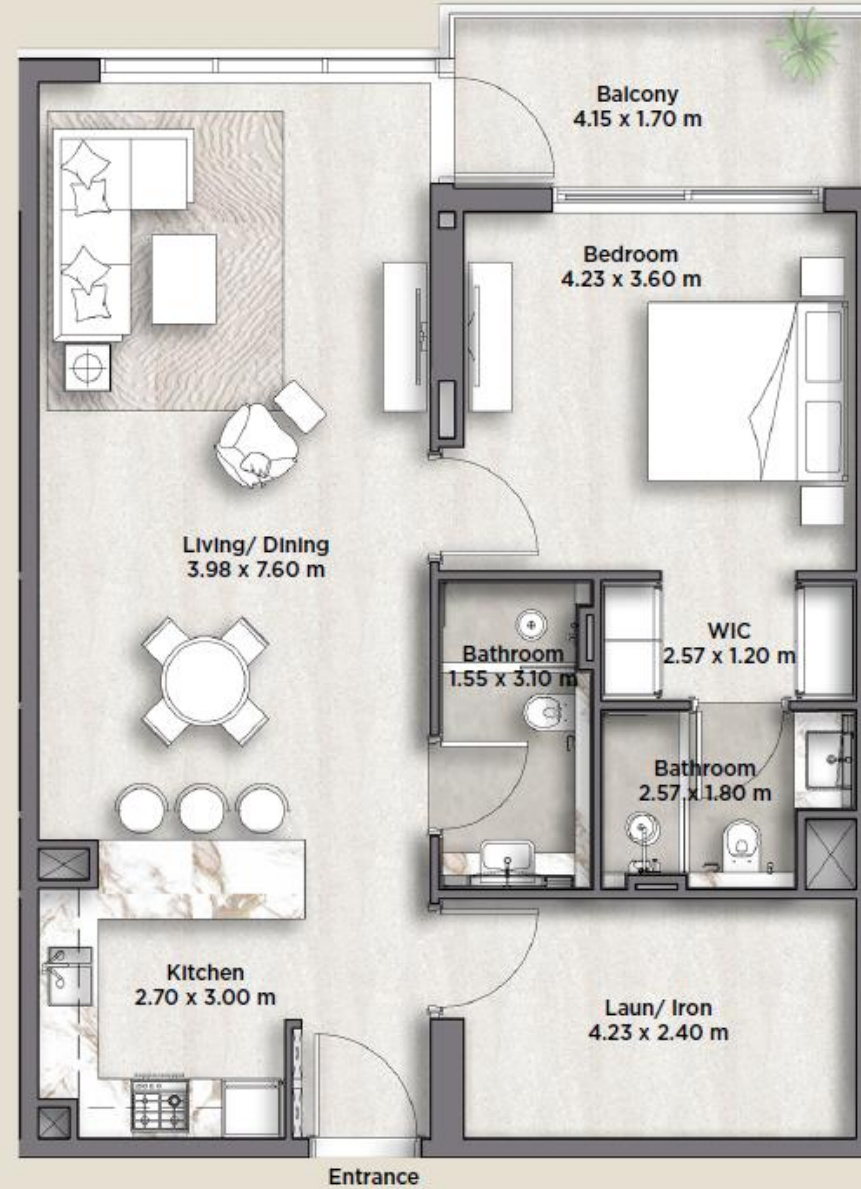 Balcony
4.15 x 1.70 m
Bedroom
4.23 x 3.60 m
Living/ Dining
3.98 x 7.60 m
WIC
2.57 x 1.20 m
Bathroom
1.55 x 3.10 m
Bathroom
2.57 x 1.80 m
Kitchen
2.70 x 3.00 m
Laun/ Iron
4.23 x 2.40 m
Entrance